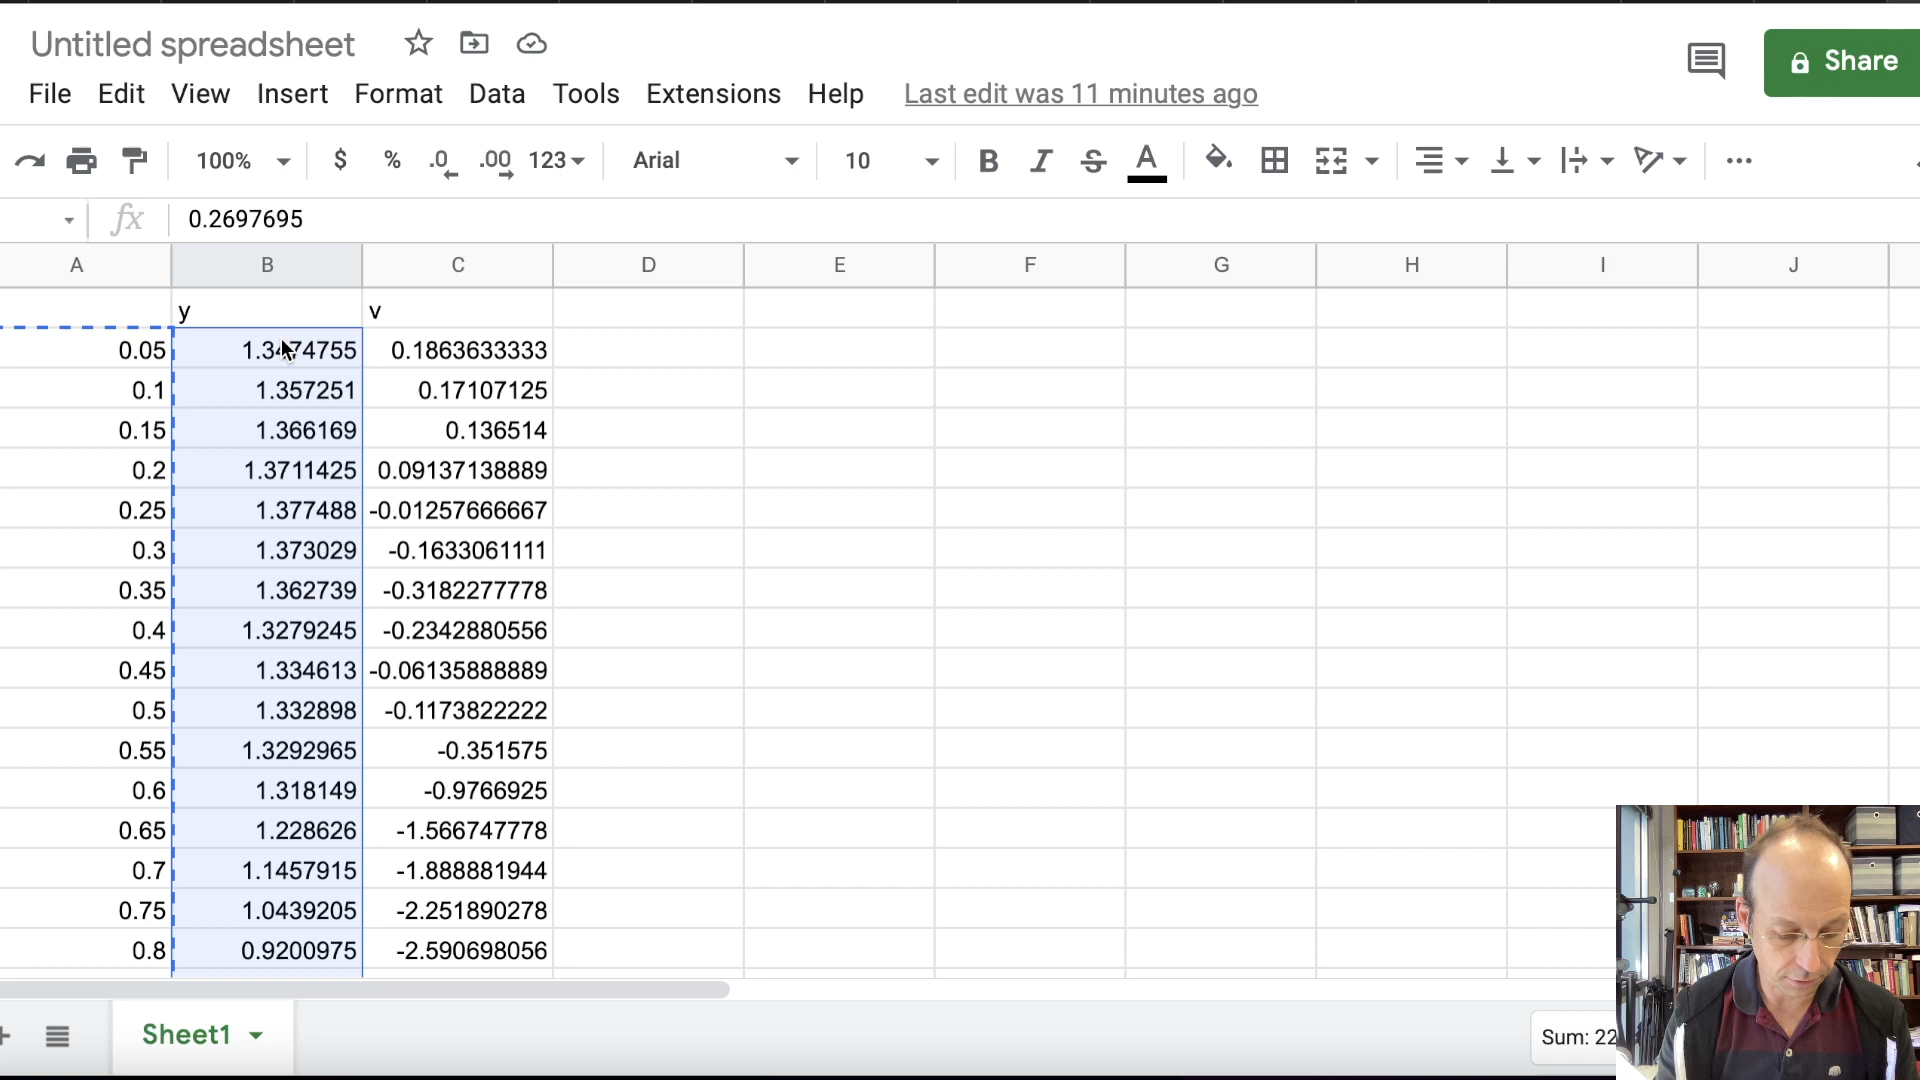 Untitled spreadsheet
File Edit View Insert Format Data Tools Extensions Help Last edit was 11 minutes ago
Share
100% $ % .0 .00 123 Arial 10 B I S A
fx 0.2697695
A B C D E F G H I J
y v
0.05 1.3474755 0.1863633333
0.1 1.357251 0.17107125
0.15 1.366169 0.136514
0.2 1.3711425 0.09137138889
0.25 1.377488 -0.01257666667
0.3 1.373029 -0.1633061111
0.35 1.362739 -0.3182277778
0.4 1.3279245 -0.2342880556
0.45 1.334613 -0.06135888889
0.5 1.332898 -0.1173822222
0.55 1.3292965 -0.351575
0.6 1.318149 -0.9766925
0.65 1.228626 -1.566747778
0.7 1.1457915 -1.888881944
0.75 1.0439205 -2.251890278
0.8 0.9200975 -2.590698056
Sheet1
Sum: 22